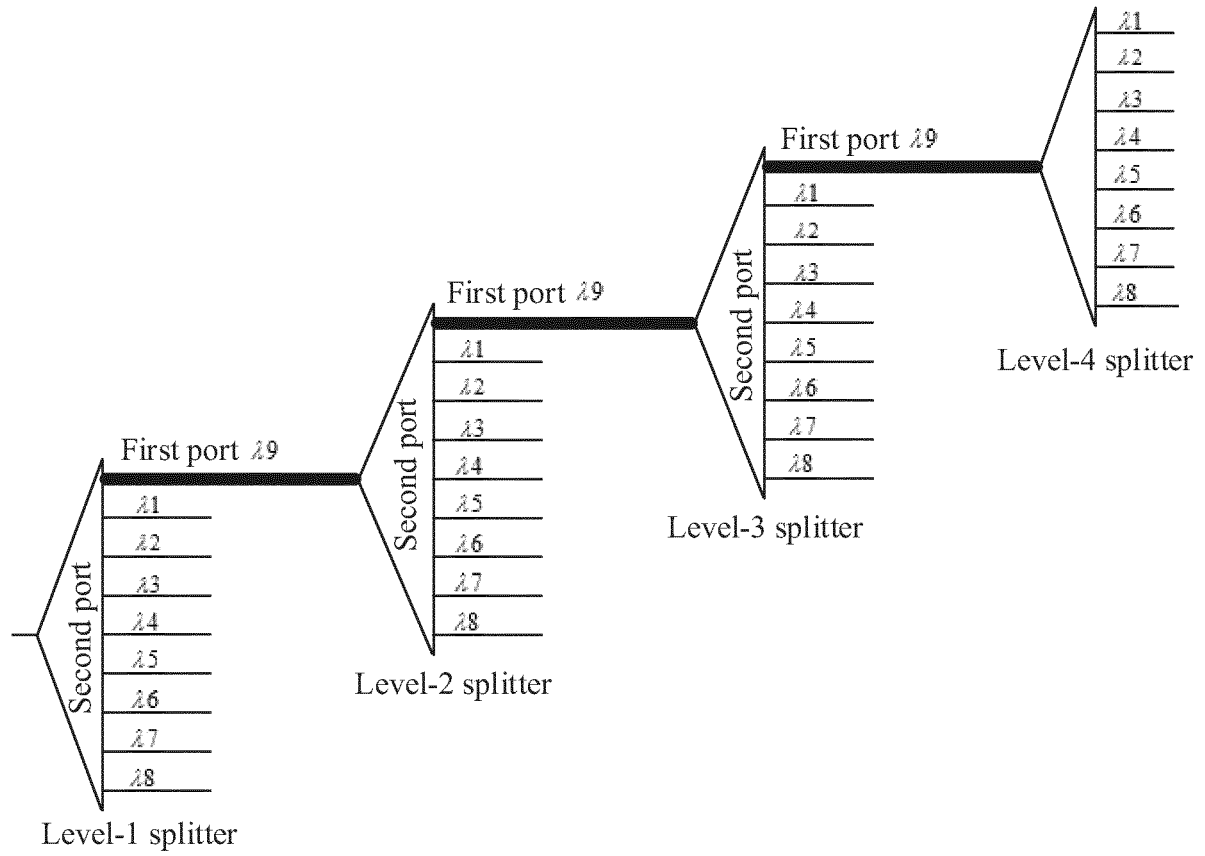 λ1
λ2
λ3
λ4
λ5
λ6
λ7
λ8
Level-4 splitter
First port λ9
λ1
λ2
λ3
λ4
λ5
λ6
λ7
λ8
Second port
Level-3 splitter
First port λ9
λ1
λ2
λ3
λ4
λ5
λ6
λ7
λ8
Second port
Level-2 splitter
First port λ9
λ1
λ2
λ3
λ4
λ5
λ6
λ7
λ8
Second port
Level-1 splitter